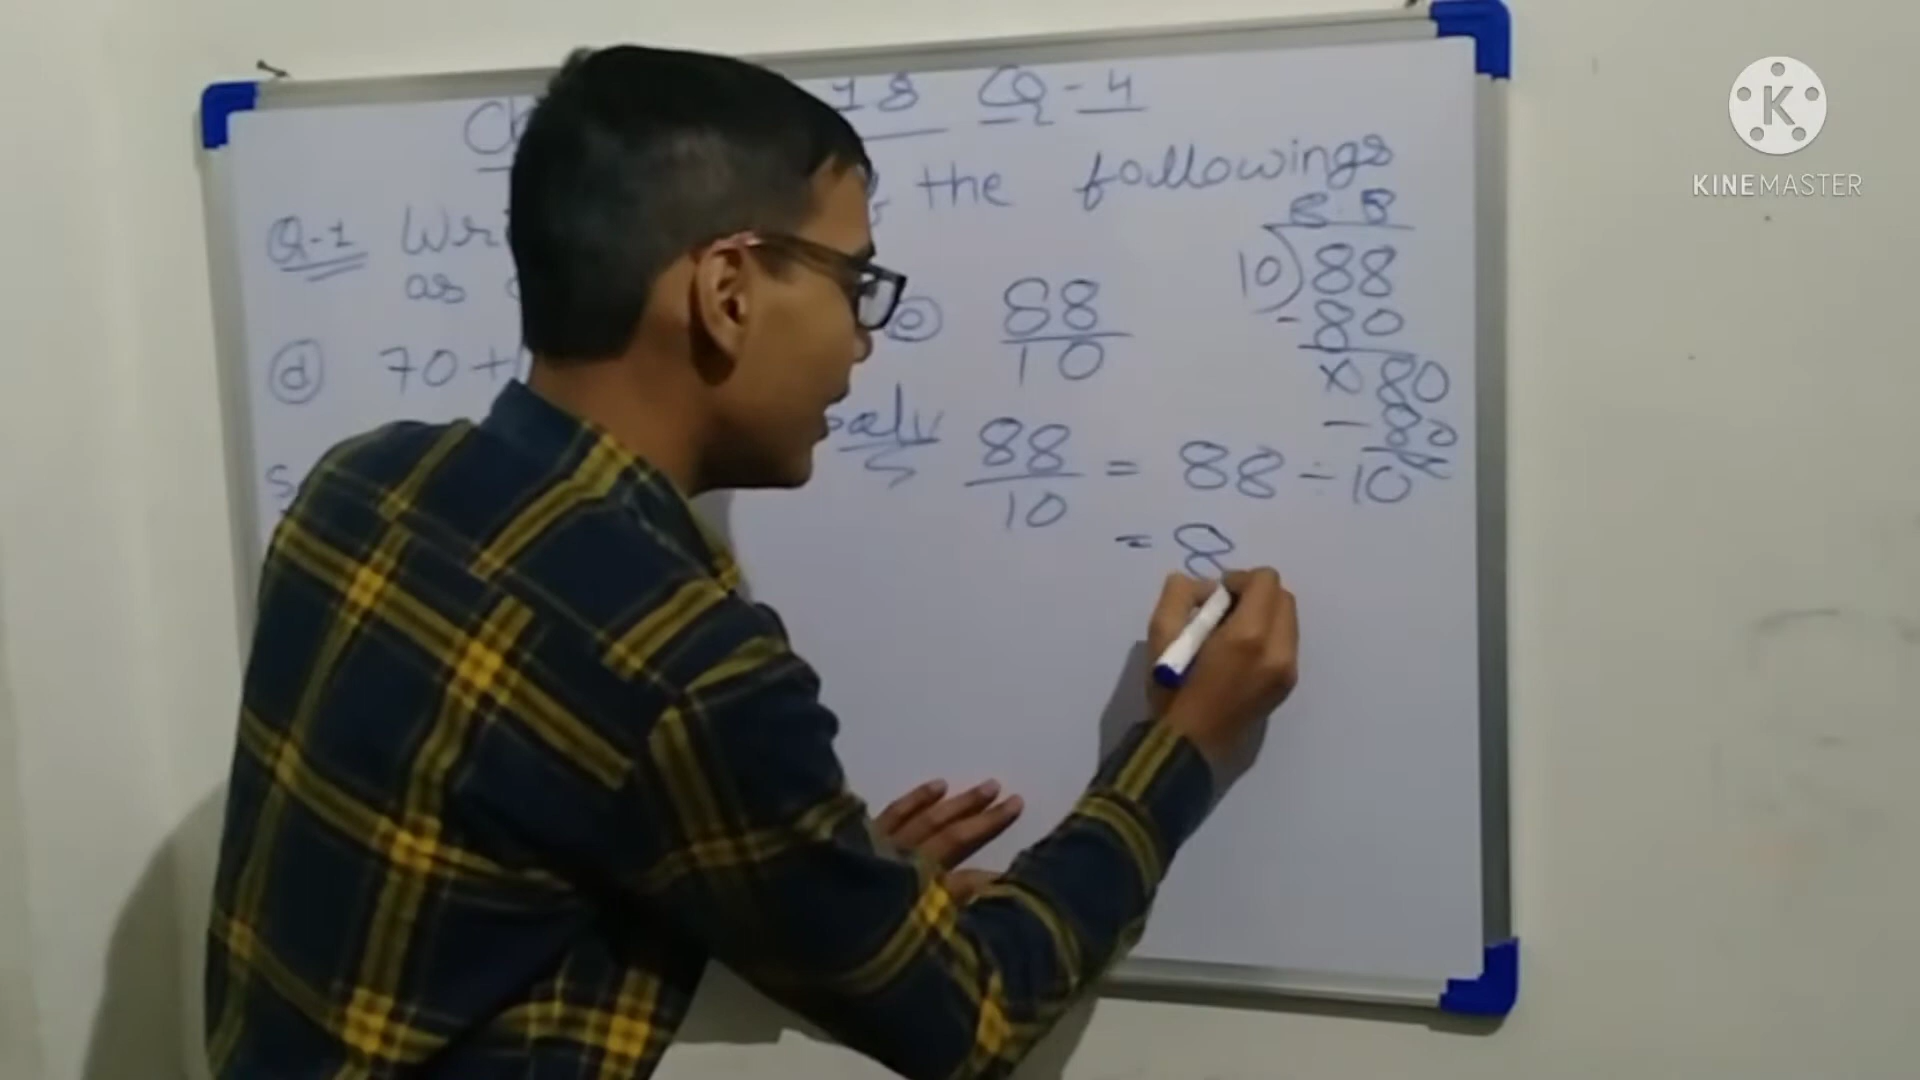 18 Q-4
Q-1 the followings
as
ⓓ 70+
ⓔ 88/10
8.8
10)88
-80
x80
-80
Solu 88/10 = 88÷10
= 8
KINEMASTER